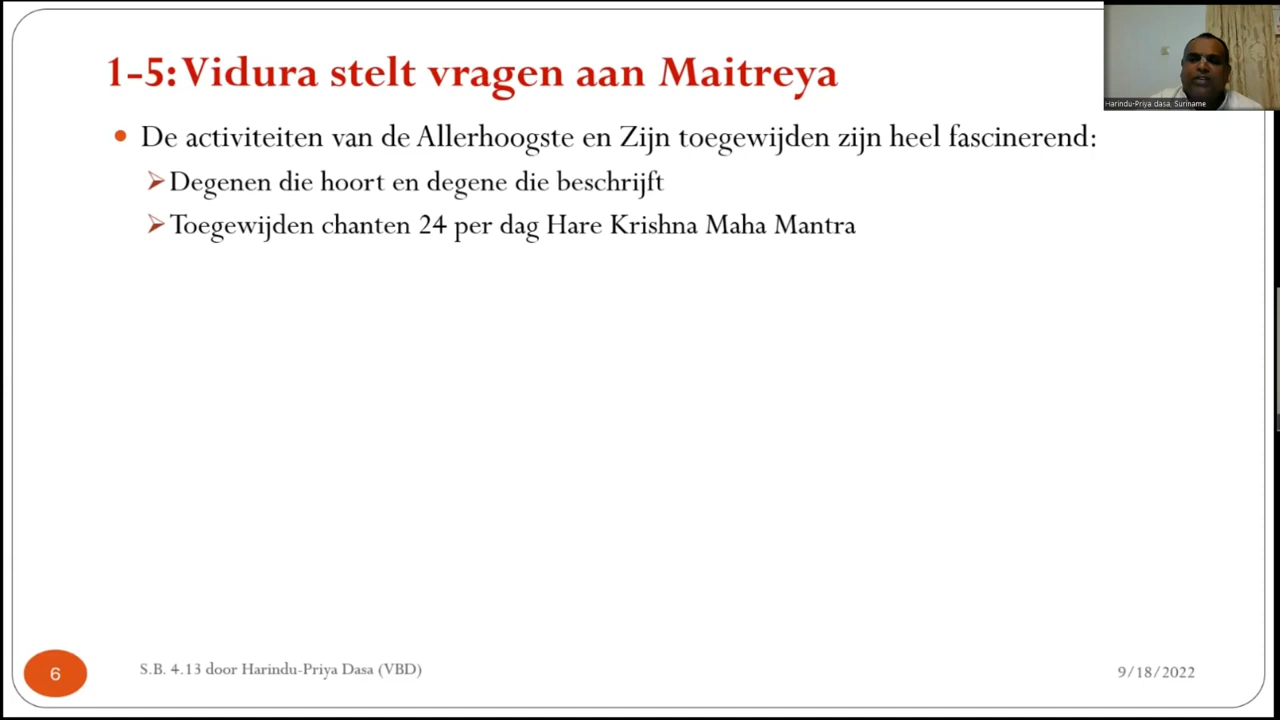 1-5: Vidura stelt vragen aan Maitreya
Harindu-Priya dasa, Suriname
De activiteiten van de Allerhoogste en Zijn toegewijden zijn heel fascinerend:
Degenen die hoort en degene die beschrijft
Toegewijden chanten 24 per dag Hare Krishna Maha Mantra
6
S.B. 4.13 door Harindu-Priya Dasa (VBD)
9/18/2022